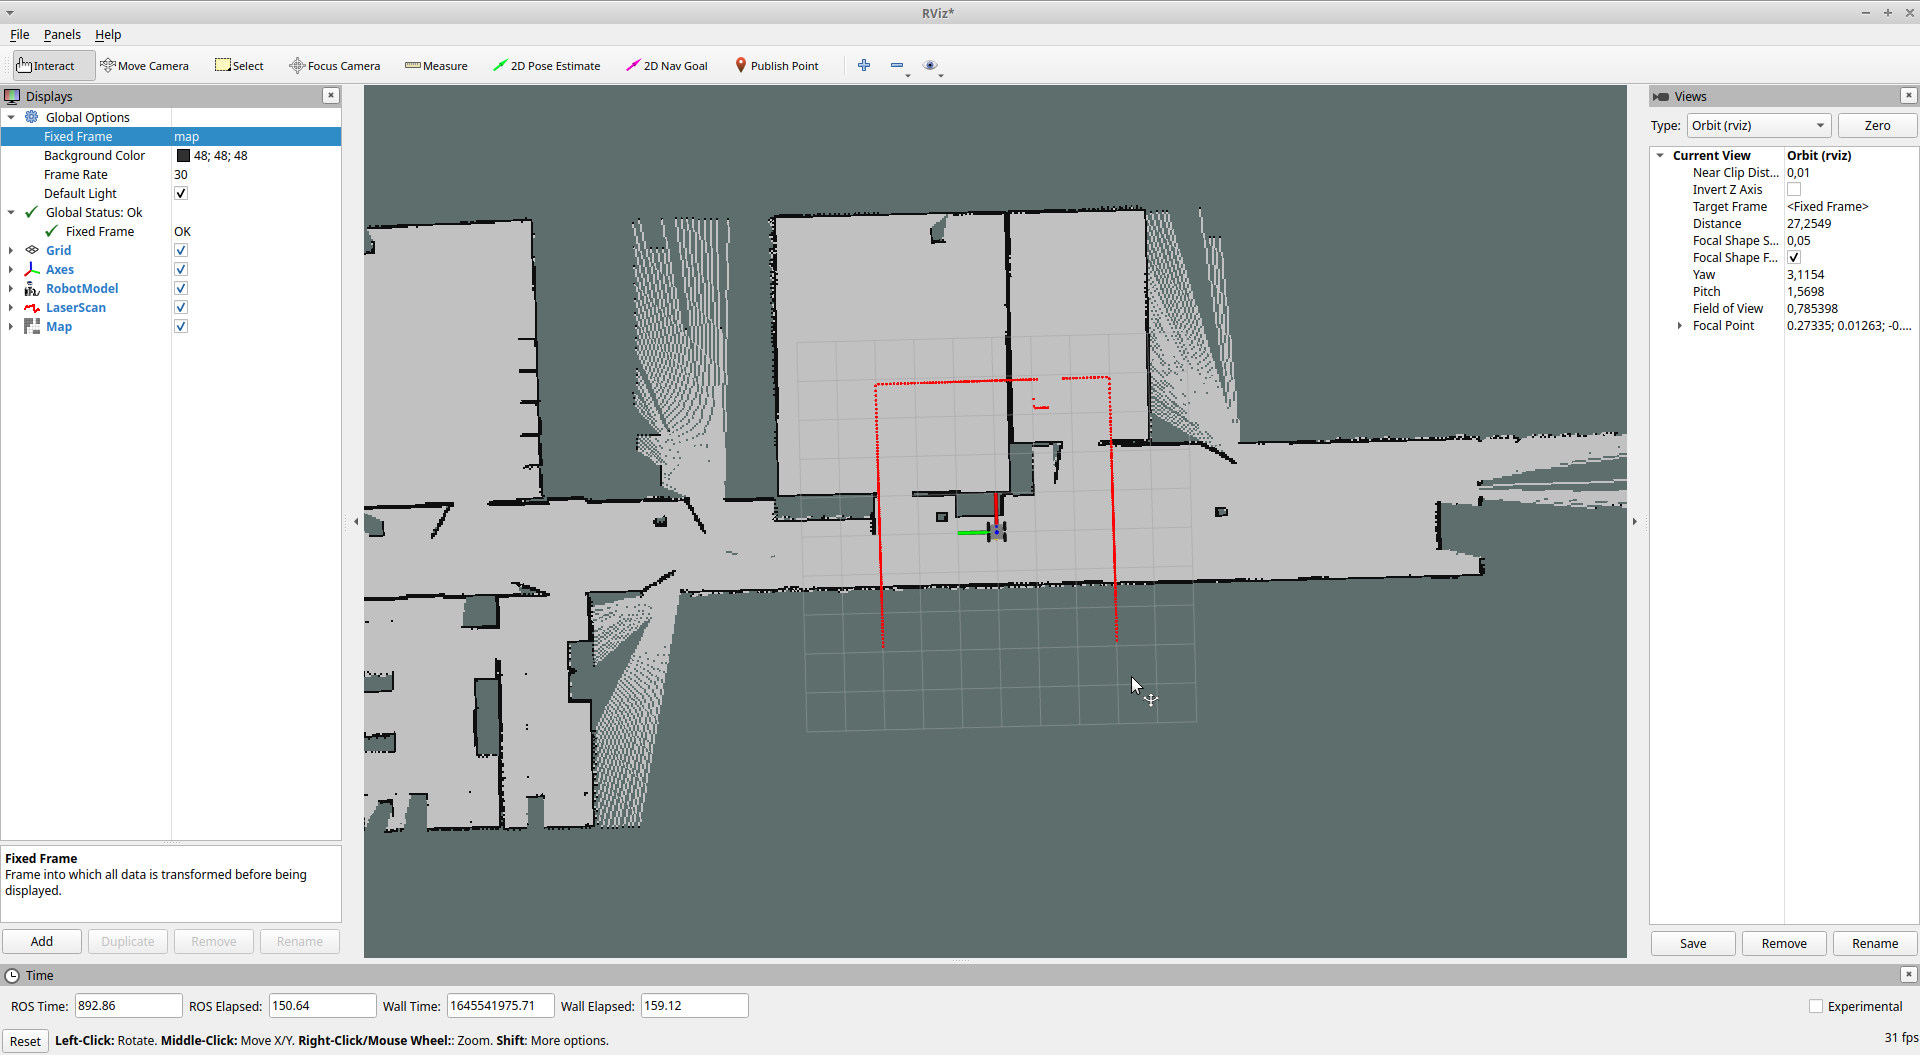 RViz*
File Panels Help
Interact Move Camera Select Focus Camera Measure 2D Pose Estimate 2D Nav Goal Publish Point
Displays
Global Options
Fixed Frame map
Background Color 48; 48; 48
Frame Rate 30
Default Light
Global Status: Ok
Fixed Frame OK
Grid
Axes
RobotModel
LaserScan
Map
Fixed Frame
Frame into which all data is transformed before being
displayed.
Add Duplicate Remove Rename
Views
Type: Orbit (rviz) Zero
Current View Orbit (rviz)
Near Clip Dist... 0,01
Invert Z Axis
Target Frame <Fixed Frame>
Distance 27,2549
Focal Shape S... 0,05
Focal Shape F...
Yaw 3,1154
Pitch 1,5698
Field of View 0,785398
Focal Point 0.27335; 0.01263; -0....
Save Remove Rename
Time
ROS Time: 892.86 ROS Elapsed: 150.64 Wall Time: 1645541975.71 Wall Elapsed: 159.12 Experimental
Reset Left-Click: Rotate. Middle-Click: Move X/Y. Right-Click/Mouse Wheel:: Zoom. Shift: More options. 31 fps